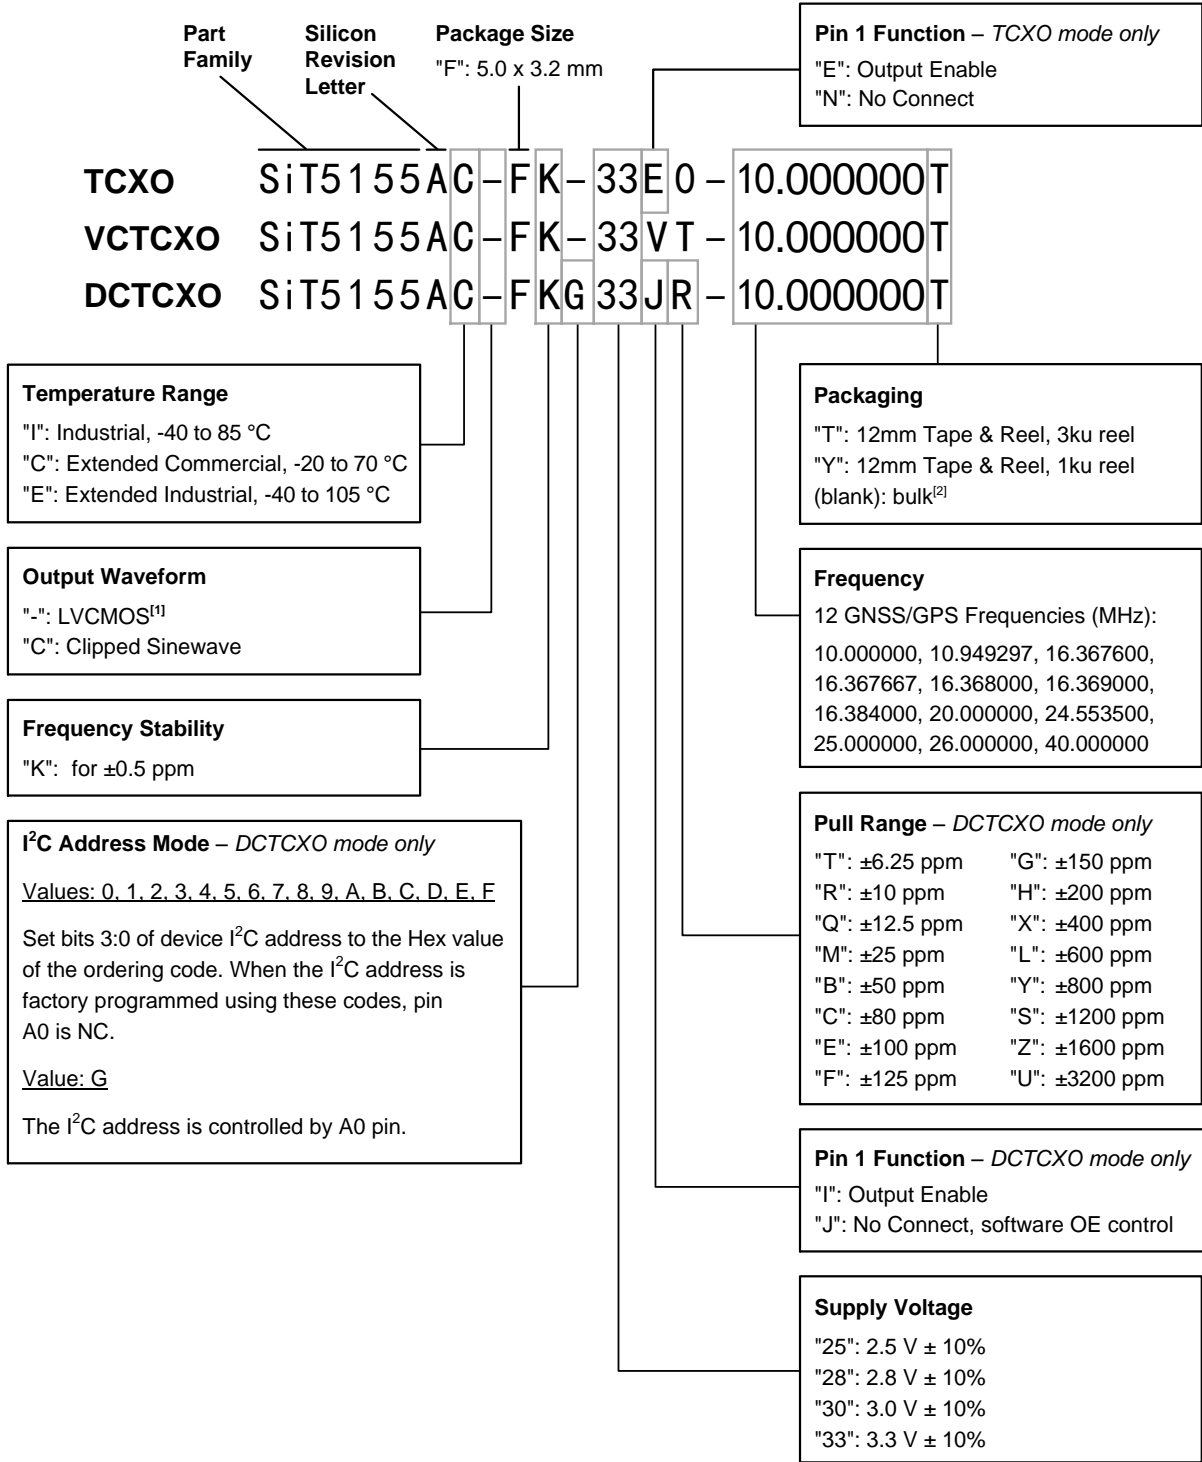 Part
Family
Silicon
Revision
Letter
Package Size
"F": 5.0 x 3.2 mm
Pin 1 Function – TCXO mode only
"E": Output Enable
"N": No Connect
TCXO SiT5155AC-FK-33E0-10.000000T
VCTCXO SiT5155AC-FK-33VT-10.000000T
DCTCXO SiT5155AC-FKG33JR-10.000000T
Temperature Range
"I": Industrial, -40 to 85 °C
"C": Extended Commercial, -20 to 70 °C
"E": Extended Industrial, -40 to 105 °C
Output Waveform
"-": LVCMOS[1]
"C": Clipped Sinewave
Frequency Stability
"K": for ±0.5 ppm
I²C Address Mode – DCTCXO mode only
Values: 0, 1, 2, 3, 4, 5, 6, 7, 8, 9, A, B, C, D, E, F
Set bits 3:0 of device I²C address to the Hex value
of the ordering code. When the I²C address is
factory programmed using these codes, pin
A0 is NC.
Value: G
The I²C address is controlled by A0 pin.
Packaging
"T": 12mm Tape & Reel, 3ku reel
"Y": 12mm Tape & Reel, 1ku reel
(blank): bulk[2]
Frequency
12 GNSS/GPS Frequencies (MHz):
10.000000, 10.949297, 16.367600,
16.367667, 16.368000, 16.369000,
16.384000, 20.000000, 24.553500,
25.000000, 26.000000, 40.000000
Pull Range – DCTCXO mode only
"T": ±6.25 ppm "G": ±150 ppm
"R": ±10 ppm "H": ±200 ppm
"Q": ±12.5 ppm "X": ±400 ppm
"M": ±25 ppm "L": ±600 ppm
"B": ±50 ppm "Y": ±800 ppm
"C": ±80 ppm "S": ±1200 ppm
"E": ±100 ppm "Z": ±1600 ppm
"F": ±125 ppm "U": ±3200 ppm
Pin 1 Function – DCTCXO mode only
"I": Output Enable
"J": No Connect, software OE control
Supply Voltage
"25": 2.5 V ± 10%
"28": 2.8 V ± 10%
"30": 3.0 V ± 10%
"33": 3.3 V ± 10%